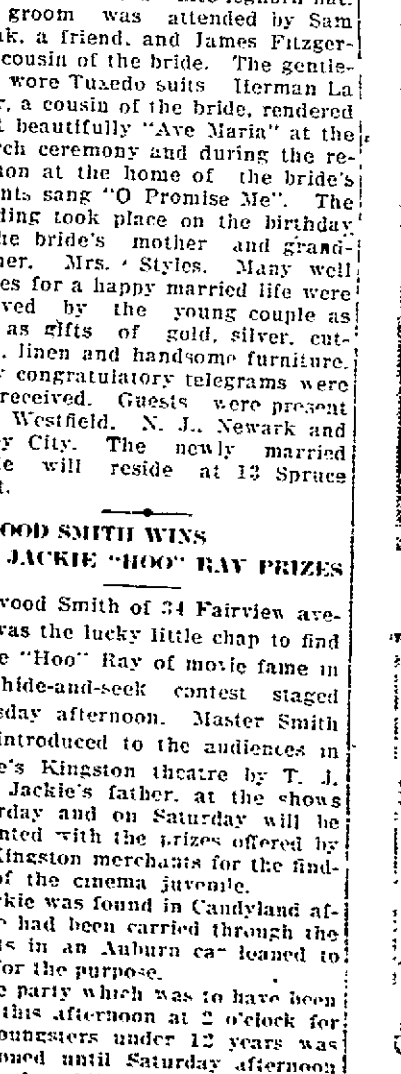 groom was attended by Sam
ak, a friend, and James Fitzger-
cousin of the bride. The gentle-
wore Tuxedo suits Herman La
r, a cousin of the bride, rendered
t beautifully "Ave Maria" at the
rch ceremony and during the re-
ion at the home of the bride's
nts sang "O Promise Me". The
ding took place on the birthday
he bride's mother and grand-
her. Mrs. Styles. Many well
es for a happy married life were
ved by the young couple as
as gifts of gold, silver, cut-
, linen and handsome furniture.
y congratulatory telegrams were
received. Guests were present
Westfield, N. J., Newark and
ey City. The newly married
le will reside at 13 Spruce
t.
OOD SMITH WINS
JACKIE "HOO" RAY PRIZES
wood Smith of 34 Fairview ave-
was the lucky little chap to find
e "Hoo" Ray of movie fame in
hide-and-seek contest staged
sday afternoon. Master Smith
introduced to the audiences in
e's Kingston theatre by T. J.
Jackie's father, at the shows
rday and on Saturday will be
nted with the prizes offered by
Kingston merchants for the find-
of the cinema juvenile.
kie was found in Candyland af-
e had been carried through the
ts in an Auburn car leaned to
for the purpose.
e party which was to have been
this afternoon at 2 o'clock for
oungsters under 12 years was
oned until Saturday afternoon